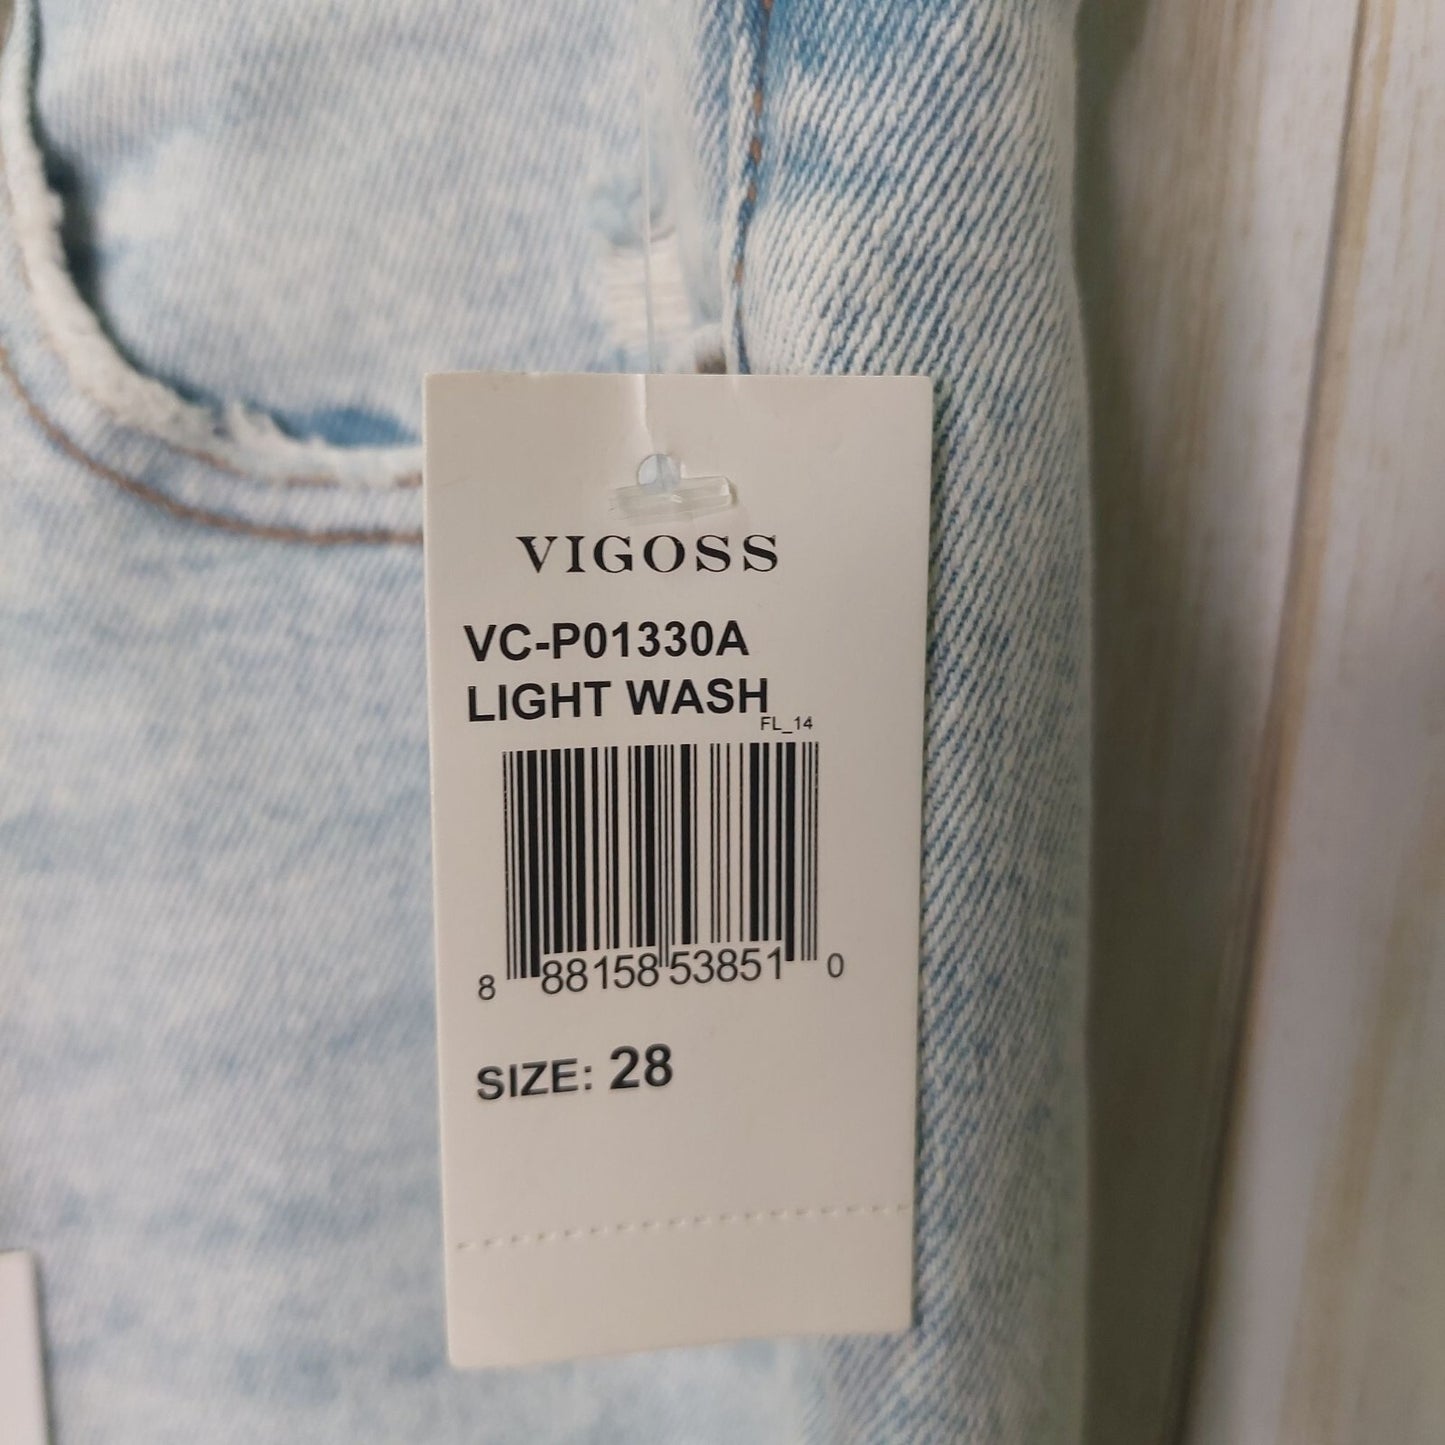 VIGOSS
VC-P01330A
LIGHT WASH
FL_14
8 88158 53851 0
SIZE: 28